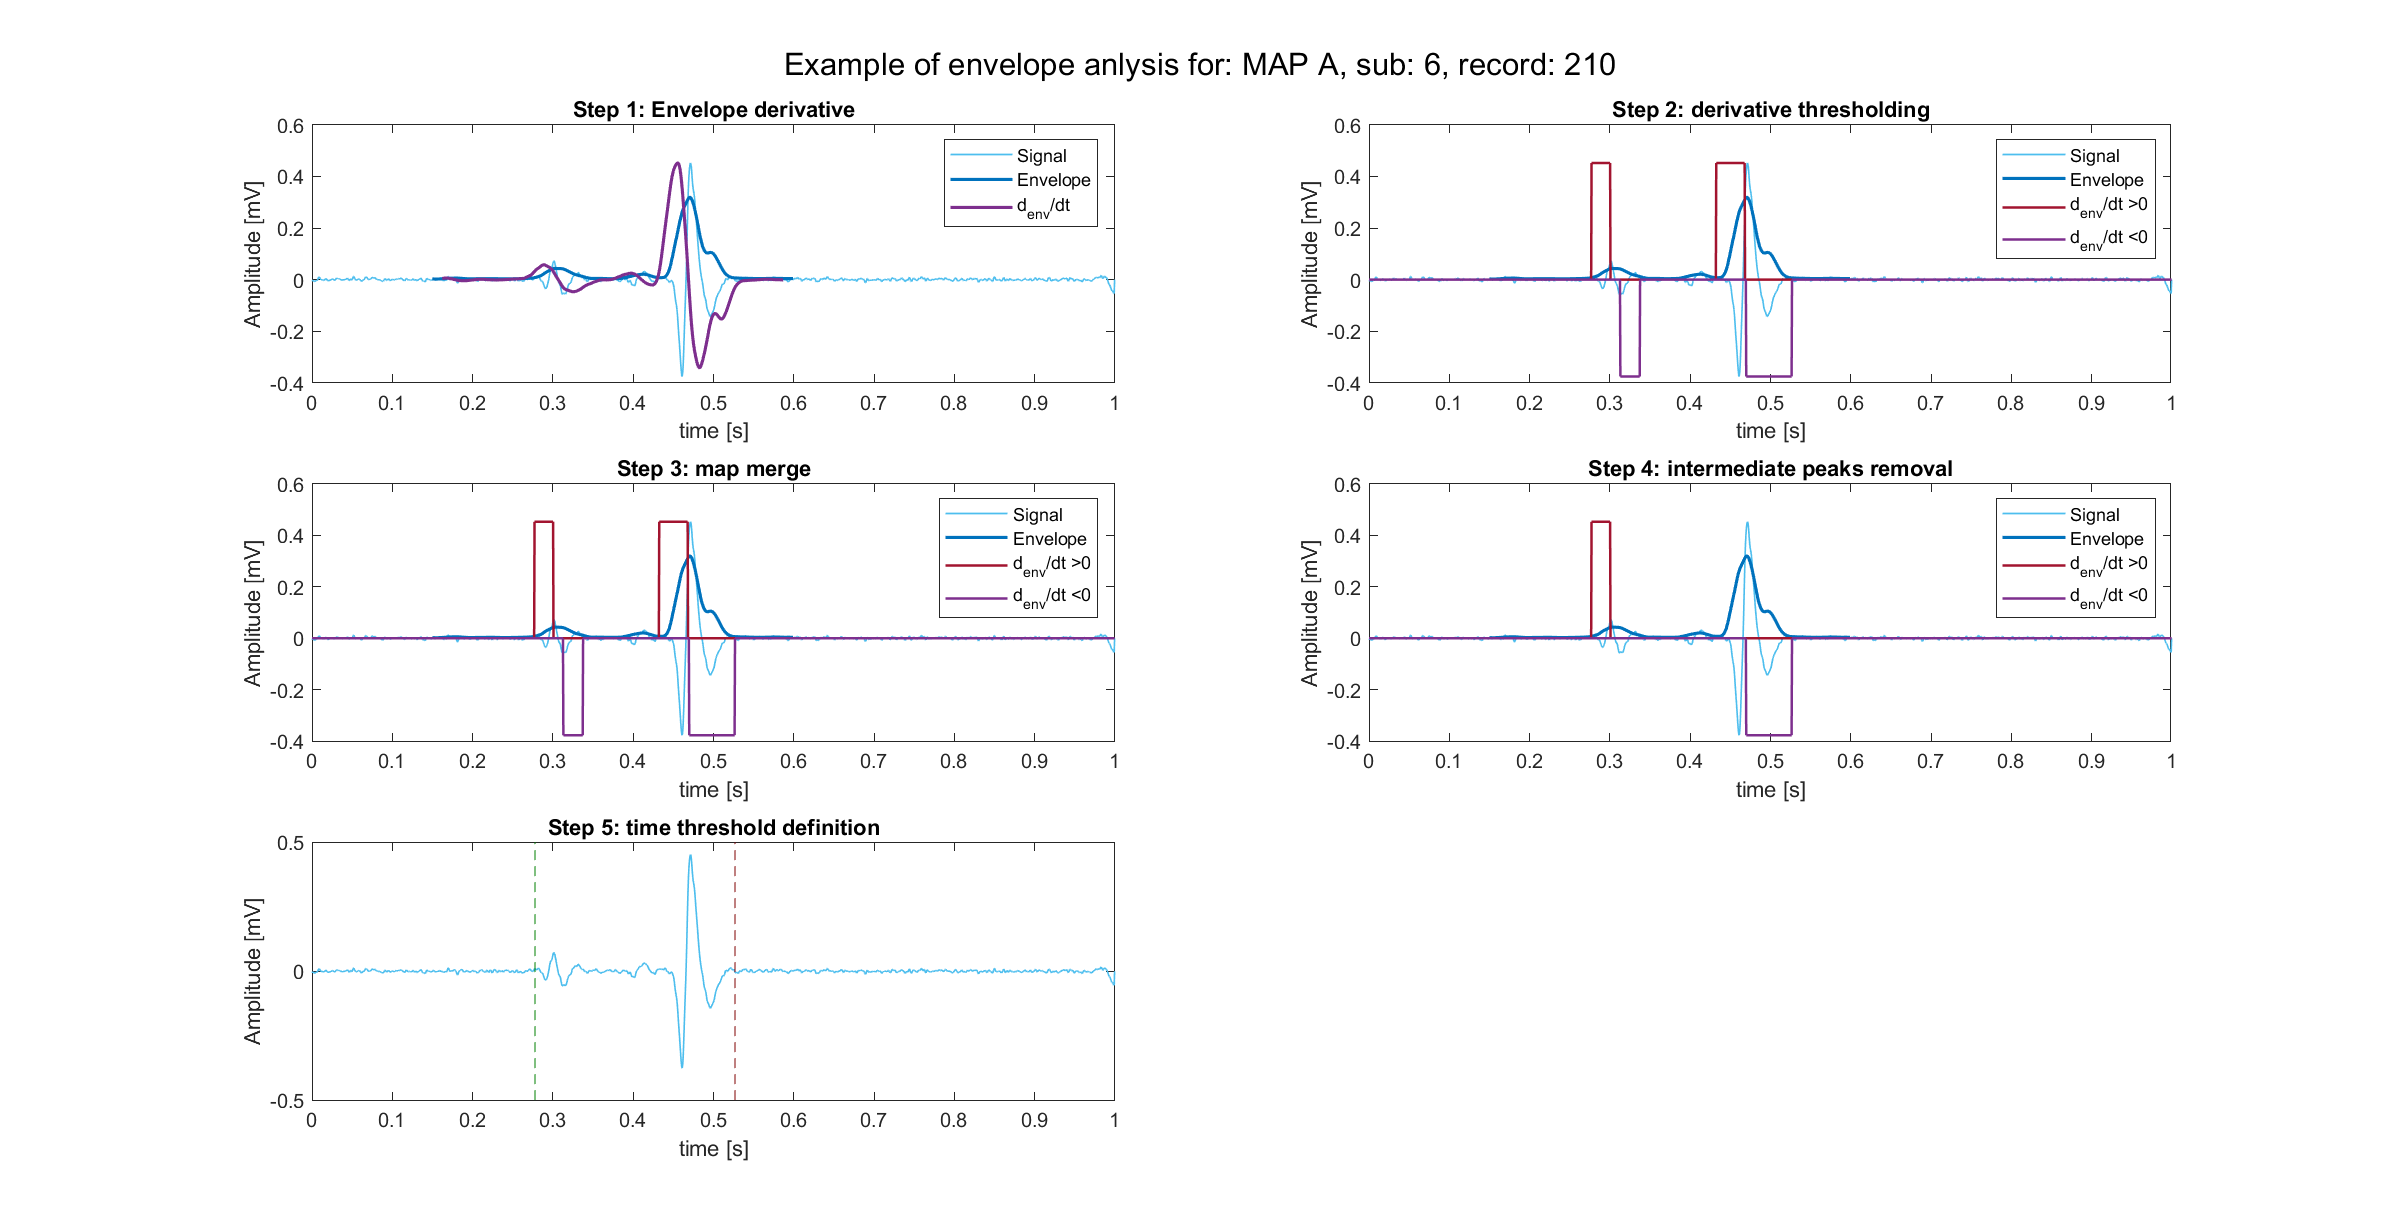 Example of envelope anlysis for: MAP A, sub: 6, record: 210
Step 1: Envelope derivative
0.6
0.4
0.2
0
-0.2
-0.4
Amplitude [mV]
0 0.1 0.2 0.3 0.4 0.5 0.6 0.7 0.8 0.9 1
time [s]
Signal
Envelope
d_env/dt
Step 2: derivative thresholding
0.6
0.4
0.2
0
-0.2
-0.4
Amplitude [mV]
0 0.1 0.2 0.3 0.4 0.5 0.6 0.7 0.8 0.9 1
time [s]
Signal
Envelope
d_env/dt >0
d_env/dt <0
Step 3: map merge
0.6
0.4
0.2
0
-0.2
-0.4
Amplitude [mV]
0 0.1 0.2 0.3 0.4 0.5 0.6 0.7 0.8 0.9 1
time [s]
Signal
Envelope
d_env/dt >0
d_env/dt <0
Step 4: intermediate peaks removal
0.6
0.4
0.2
0
-0.2
-0.4
Amplitude [mV]
0 0.1 0.2 0.3 0.4 0.5 0.6 0.7 0.8 0.9 1
time [s]
Signal
Envelope
d_env/dt >0
d_env/dt <0
Step 5: time threshold definition
0.5
0
-0.5
Amplitude [mV]
0 0.1 0.2 0.3 0.4 0.5 0.6 0.7 0.8 0.9 1
time [s]